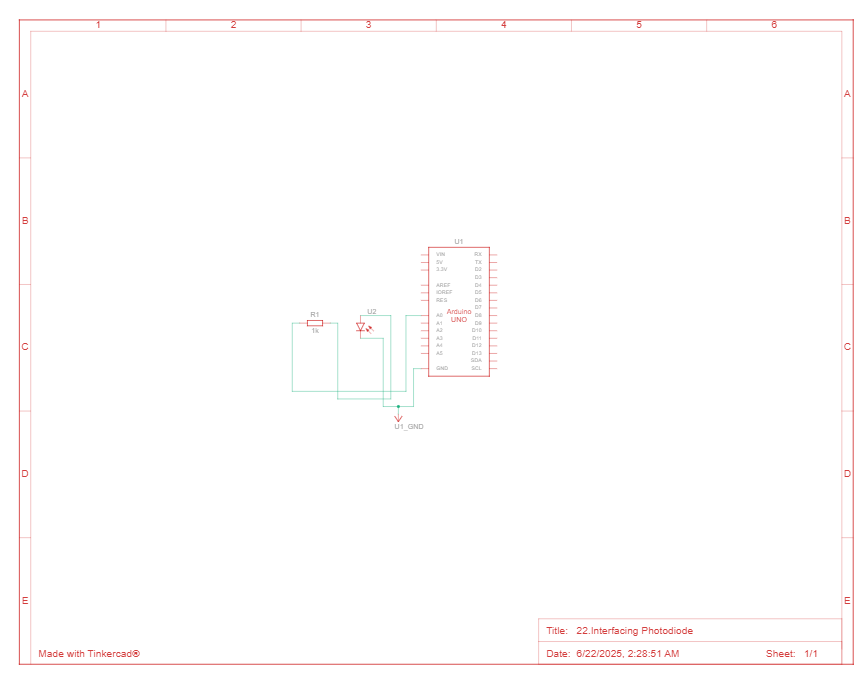 1 2 3 4 5 6
A A
B B
U1
VIN RX
5V TX
3.3V D2
D3
AREF D4
IOREF D5
RES D6
D7
A0 D8
A1 D9
A2 D10
A3 D11
A4 D12
A5 D13
SDA
GND SCL
Arduino
UNO
R1
1k
U2
C C
U1_GND
D D
E E
Title: 22.Interfacing Photodiode
Made with Tinkercad®
Date: 6/22/2025, 2:28:51 AM Sheet: 1/1